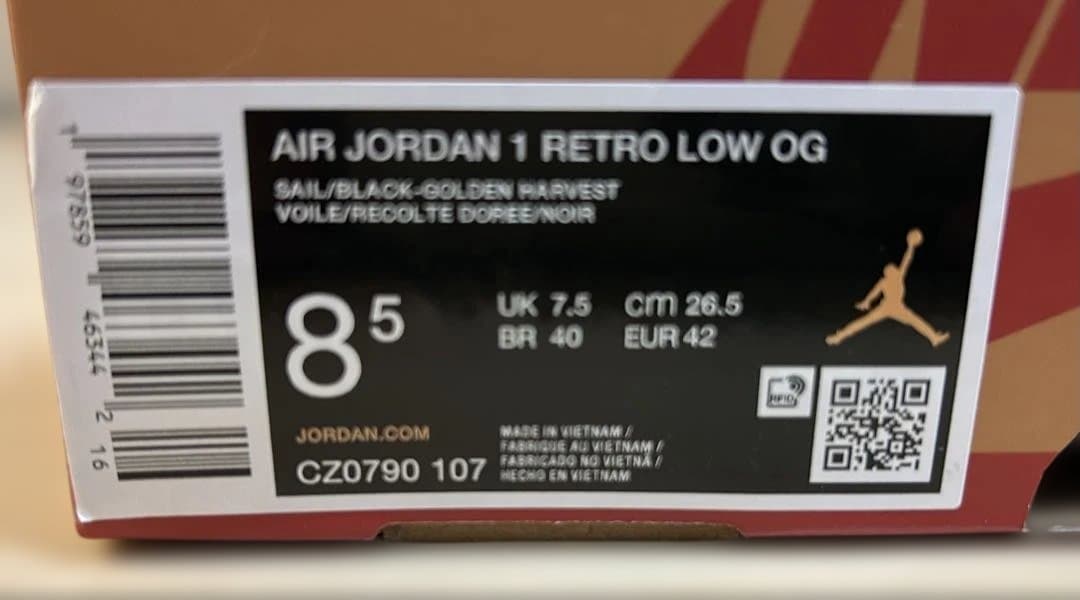 AIR JORDAN 1 RETRO LOW OG
SAIL/BLACK-GOLDEN HARVEST
VOILE/RECOLTE DOREE/NOIR
8 5
UK 7.5 cm 26.5
BR 40 EUR 42
RFID
JORDAN.COM
CZ0790 107
MADE IN VIETNAM /
FABRIQUE AU VIETNAM /
FABRICADO NO VIETNÃ /
HECHO EN VIETNAM
1 97859 46344 2 16